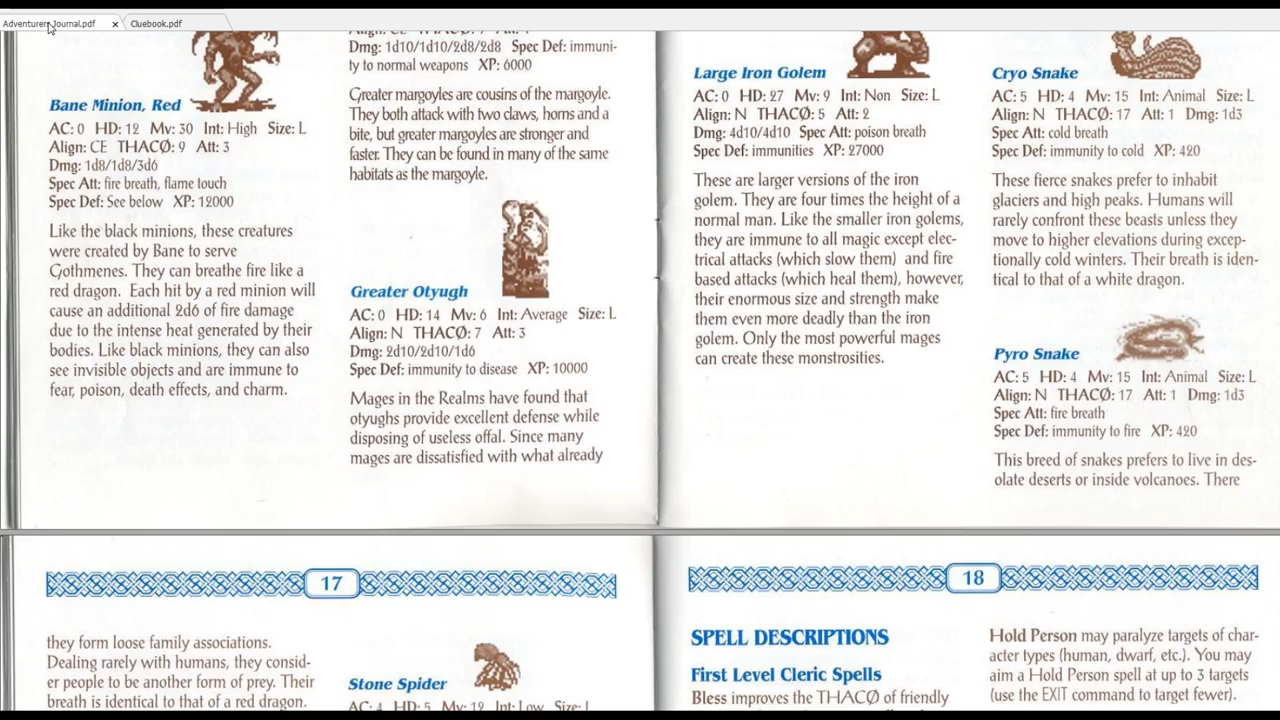 Adventurers Journal.pdf
Cluebook.pdf
Bane Minion, Red
AC: 0 HD: 12 Mv: 30 Int: High Size: L
Align: CE THACØ: 9 Att: 3
Dmg: 1d8/1d8/3d6
Spec Att: fire breath, flame touch
Spec Def: See below XP: 12000
Like the black minions, these creatures
were created by Bane to serve
Gothmenes. They can breathe fire like a
red dragon. Each hit by a red minion will
cause an additional 2d6 of fire damage
due to the intense heat generated by their
bodies. Like black minions, they can also
see invisible objects and are immune to
fear, poison, death effects, and charm.
Dmg: 1d10/1d10/2d8/2d8 Spec Def: immuni-
ty to normal weapons XP: 6000
Greater margoyles are cousins of the margoyle.
They both attack with two claws, horns and a
bite, but greater margoyles are stronger and
faster. They can be found in many of the same
habitats as the margoyle.
Greater Otyugh
AC: 0 HD: 14 Mv: 6 Int: Average Size: L
Align: N THACØ: 7 Att: 3
Dmg: 2d10/2d10/1d6
Spec Def: immunity to disease XP: 10000
Mages in the Realms have found that
otyughs provide excellent defense while
disposing of useless offal. Since many
mages are dissatisfied with what already
Large Iron Golem
AC: 0 HD: 27 Mv: 9 Int: Non Size: L
Align: N THACØ: 5 Att: 2
Dmg: 4d10/4d10 Spec Att: poison breath
Spec Def: immunities XP: 27000
These are larger versions of the iron
golem. They are four times the height of a
normal man. Like the smaller iron golems,
they are immune to all magic except elec-
trical attacks (which slow them) and fire
based attacks (which heal them), however,
their enormous size and strength make
them even more deadly than the iron
golem. Only the most powerful mages
can create these monstrosities.
Cryo Snake
AC: 5 HD: 4 Mv: 15 Int: Animal Size: L
Align: N THACØ: 17 Att: 1 Dmg: 1d3
Spec Att: cold breath
Spec Def: immunity to cold XP: 420
These fierce snakes prefer to inhabit
glaciers and high peaks. Humans will
rarely confront these beasts unless they
move to higher elevations during excep-
tionally cold winters. Their breath is iden-
tical to that of a white dragon.
Pyro Snake
AC: 5 HD: 4 Mv: 15 Int: Animal Size: L
Align: N THACØ: 17 Att: 1 Dmg: 1d3
Spec Att: fire breath
Spec Def: immunity to fire XP: 420
This breed of snakes prefers to live in des-
olate deserts or inside volcanoes. There
17
they form loose family associations.
Dealing rarely with humans, they consid-
er people to be another form of prey. Their
breath is identical to that of a red dragon.
Stone Spider
AC: 4 HD: 5 Mv: 12 Int: Low Size: L
18
SPELL DESCRIPTIONS
First Level Cleric Spells
Bless improves the THACØ of friendly
Hold Person may paralyze targets of char-
acter types (human, dwarf, etc.). You may
aim a Hold Person spell at up to 3 targets
(use the EXIT command to target fewer).